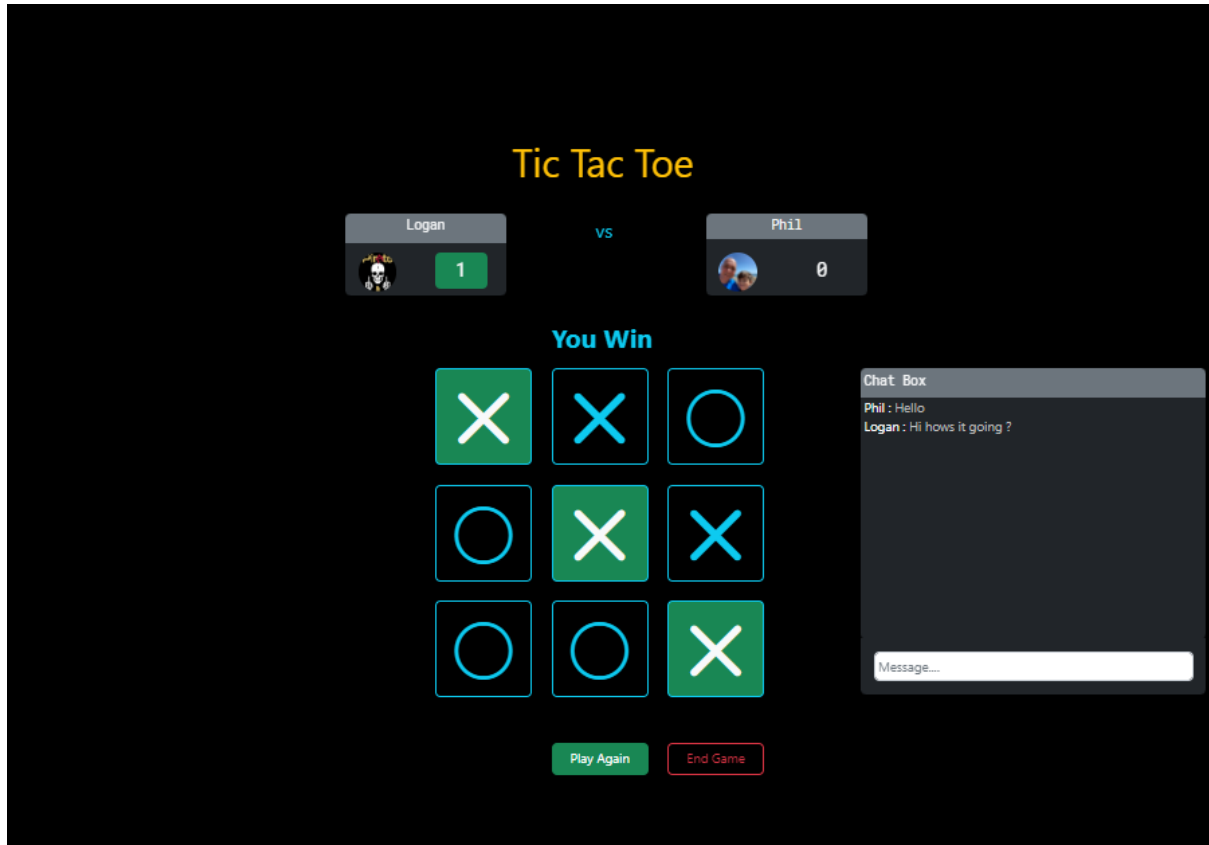 Tic Tac Toe
Logan
vs
Phil
1
0
You Win
Chat Box
Phil : Hello
Logan : Hi hows it going ?
Message....
Play Again
End Game